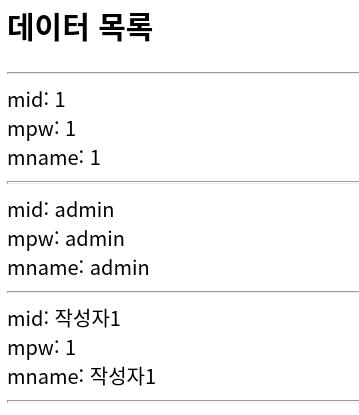 데이터 목록
mid: 1
mpw: 1
mname: 1
mid: admin
mpw: admin
mname: admin
mid: 작성자1
mpw: 1
mname: 작성자1